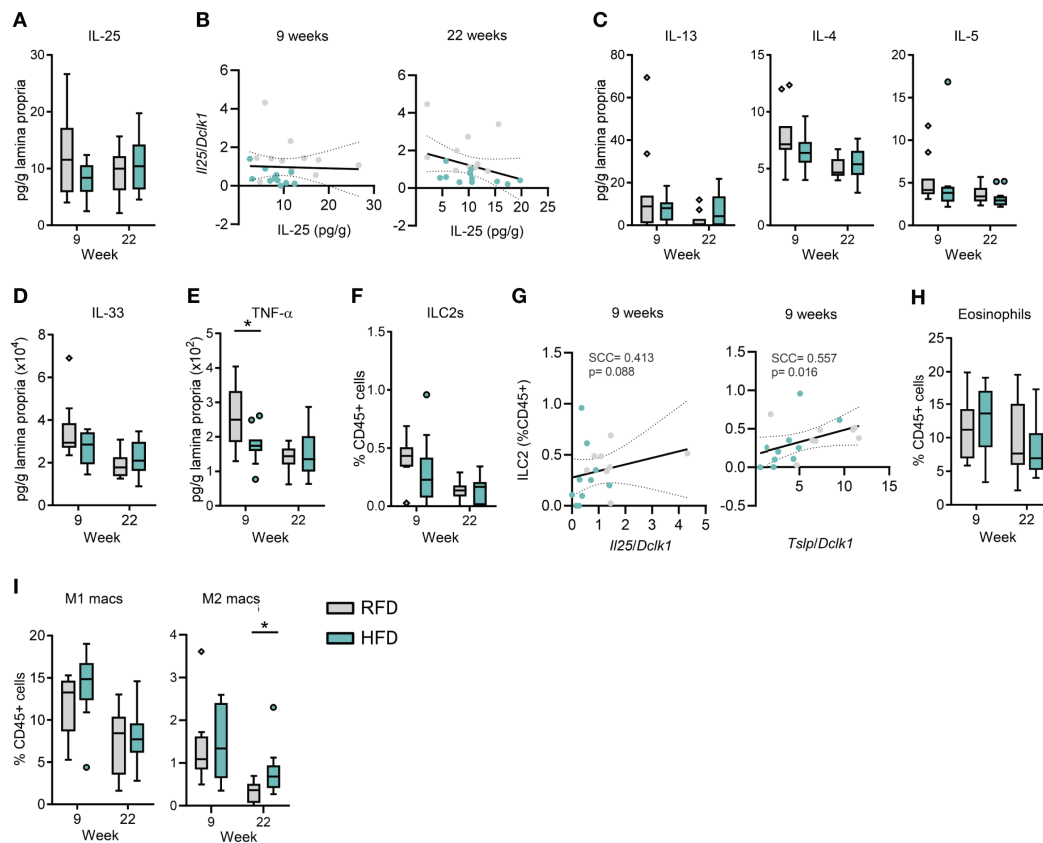 A
IL-25
pg/g lamina propria
30
20
10
0
9
22
Week
B
9 weeks
22 weeks
Il25/Dclk1
6
4
2
0
-2
10
20
30
IL-25 (pg/g)
6
4
2
0
-2
5
10
15
20
25
IL-25 (pg/g)
C
IL-13
IL-4
IL-5
pg/g lamina propria
80
60
40
20
0
9
22
Week
15
10
5
0
9
22
Week
20
15
10
5
0
9
22
Week
D
IL-33
pg/g lamina propria (x10⁴)
8
6
4
2
0
9
22
Week
E
TNF-α
*
pg/g lamina propria (x10²)
5
4
3
2
1
0
9
22
Week
F
ILC2s
% CD45+ cells
1.5
1.0
0.5
0.0
9
22
Week
G
9 weeks
9 weeks
ILC2 (%CD45+)
SCC= 0.413
p= 0.088
1.5
1.0
0.5
0.0
0
1
2
3
4
5
Il25/Dclk1
SCC= 0.557
p= 0.016
1.5
1.0
0.5
0.0
-0.5
5
10
15
Tslp/Dclk1
H
Eosinophils
% CD45+ cells
25
20
15
10
5
0
9
22
Week
I
M1 macs
M2 macs
% CD45+ cells
20
15
10
5
0
9
22
Week
*
4
3
2
1
0
9
22
Week
RFD
HFD